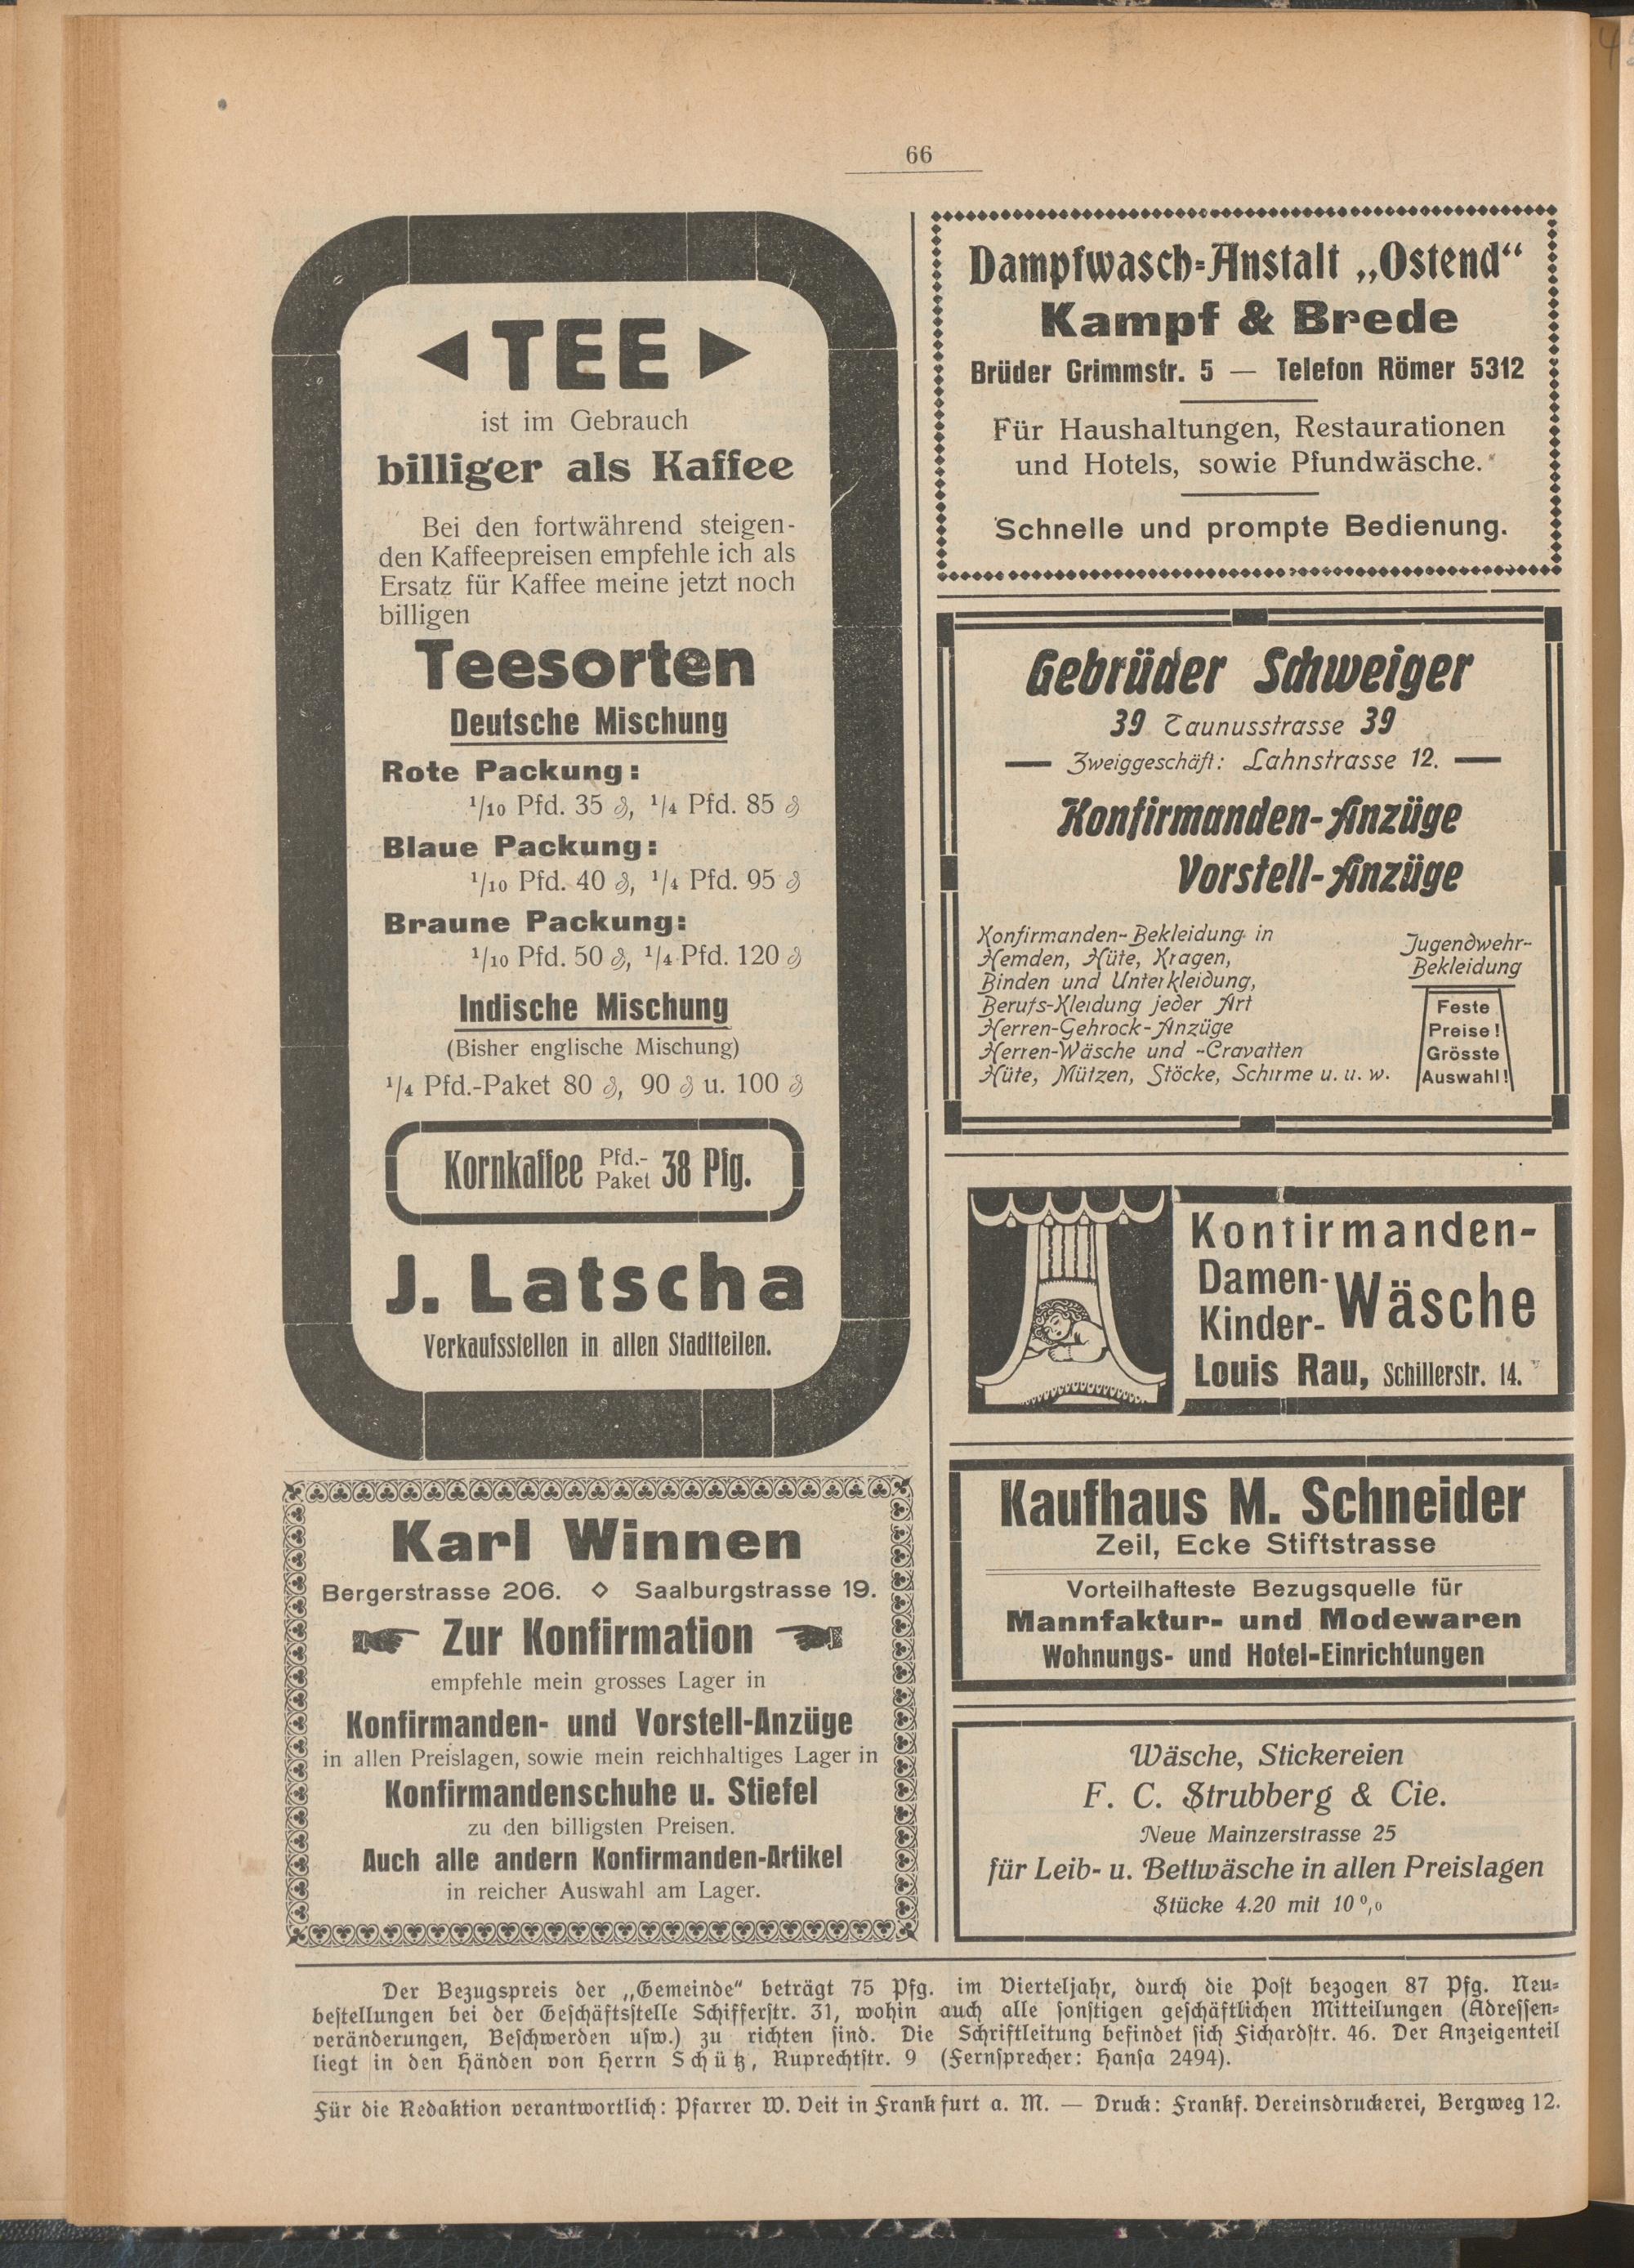 66
◄ TEE ►
ist im Gebrauch
billiger als Kaffee
Bei den fortwährend steigen-
den Kaffeepreisen empfehle ich als
Ersatz für Kaffee meine jetzt noch
billigen
Teesorten
Deutsche Mischung
Rote Packung:
1/10 Pfd. 35 ₰, 1/4 Pfd. 85 ₰
Blaue Packung:
1/10 Pfd. 40 ₰, 1/4 Pfd. 95 ₰
Braune Packung:
1/10 Pfd. 50 ₰, 1/4 Pfd. 120 ₰
Indische Mischung
(Bisher englische Mischung)
1/4 Pfd.-Paket 80 ₰, 90 ₰ u. 100 ₰
Kornkaffee Pfd.-Paket 38 Pfg.
J. Latscha
Verkaufsstellen in allen Stadtteilen.
Karl Winnen
Bergerstrasse 206. ◇ Saalburgstrasse 19.
Zur Konfirmation
empfehle mein grosses Lager in
Konfirmanden- und Vorstell-Anzüge
in allen Preislagen, sowie mein reichhaltiges Lager in
Konfirmandenschuhe u. Stiefel
zu den billigsten Preisen.
Auch alle andern Konfirmanden-Artikel
in reicher Auswahl am Lager.
Dampfwasch-Anstalt „Ostend“
Kampf & Brede
Brüder Grimmstr. 5 — Telefon Römer 5312
Für Haushaltungen, Restaurationen
und Hotels, sowie Pfundwäsche.
Schnelle und prompte Bedienung.
Gebrüder Schweiger
39 Taunusstrasse 39
— Zweiggeschäft: Lahnstrasse 12. —
Konfirmanden-Anzüge
Vorstell-Anzüge
Konfirmanden-Bekleidung in
Hemden, Hüte, Kragen,
Binden und Unterkleidung,
Berufs-Kleidung jeder Art
Herren-Gehrock-Anzüge
Herren-Wäsche und -Cravatten
Hüte, Mützen, Stöcke, Schirme u. u. w.
Jugendwehr-
Bekleidung
Feste
Preise!
Grösste
Auswahl!
Konfirmanden-
Damen-
Kinder-
Wäsche
Louis Rau, Schillerstr. 14.
Kaufhaus M. Schneider
Zeil, Ecke Stiftstrasse
Vorteilhafteste Bezugsquelle für
Mannfaktur- und Modewaren
Wohnungs- und Hotel-Einrichtungen
Wäsche, Stickereien
F. C. Strubberg & Cie.
Neue Mainzerstrasse 25
für Leib- u. Bettwäsche in allen Preislagen
Stücke 4.20 mit 10%
Der Bezugspreis der „Gemeinde“ beträgt 75 Pfg. im Vierteljahr, durch die Post bezogen 87 Pfg. Neu-
bestellungen bei der Geschäftsstelle Schifferstr. 31, wohin auch alle sonstigen geschäftlichen Mitteilungen (Adressen-
veränderungen, Beschwerden usw.) zu richten sind. Die Schriftleitung befindet sich Fichardstr. 46. Der Anzeigenteil
liegt in den Händen von Herrn Schütz, Ruprechtstr. 9 (Fernsprecher: Hansa 2494).
Für die Redaktion verantwortlich: Pfarrer W. Veit in Frankfurt a. M. — Druck: Frankf. Vereinsdruckerei, Bergweg 12.